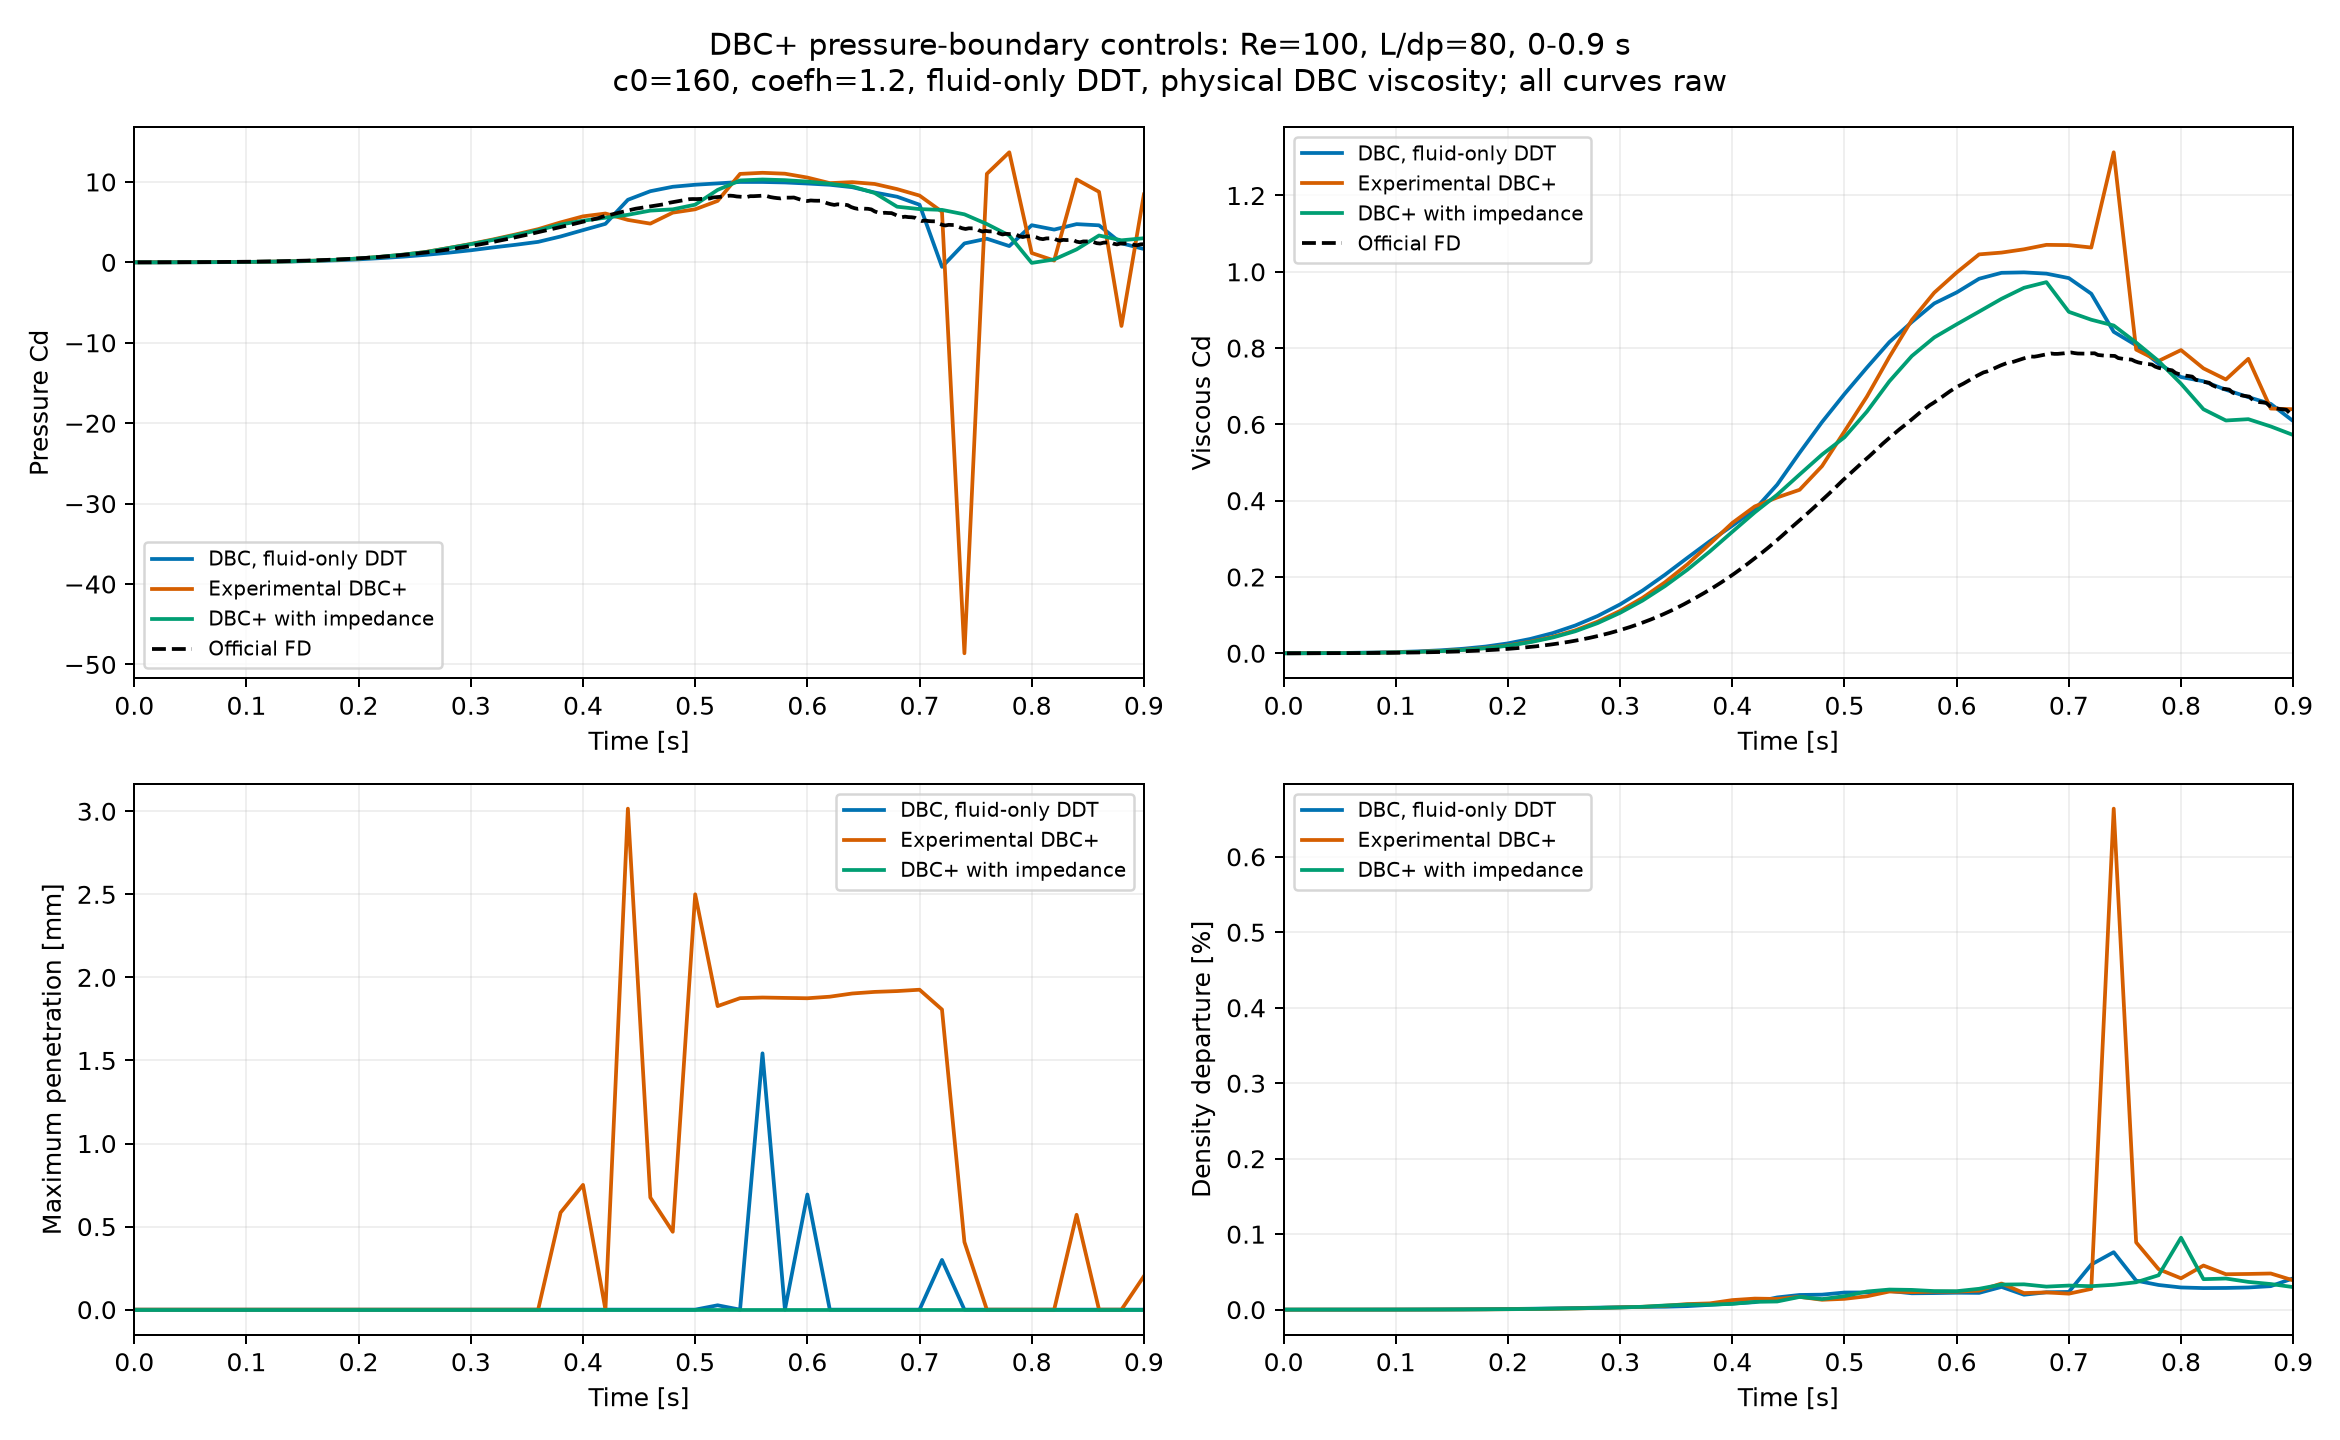 DBC+ pressure-boundary controls: Re=100, L/dp=80, 0-0.9 s
c0=160, coefh=1.2, fluid-only DDT, physical DBC viscosity; all curves raw
Pressure Cd
10
0
−10
−20
−30
−40
−50
DBC, fluid-only DDT
Experimental DBC+
DBC+ with impedance
Official FD
0.0 0.1 0.2 0.3 0.4 0.5 0.6 0.7 0.8 0.9
Time [s]
Viscous Cd
1.2
1.0
0.8
0.6
0.4
0.2
0.0
DBC, fluid-only DDT
Experimental DBC+
DBC+ with impedance
Official FD
0.0 0.1 0.2 0.3 0.4 0.5 0.6 0.7 0.8 0.9
Time [s]
Maximum penetration [mm]
3.0
2.5
2.0
1.5
1.0
0.5
0.0
DBC, fluid-only DDT
Experimental DBC+
DBC+ with impedance
0.0 0.1 0.2 0.3 0.4 0.5 0.6 0.7 0.8 0.9
Time [s]
Density departure [%]
0.6
0.5
0.4
0.3
0.2
0.1
0.0
DBC, fluid-only DDT
Experimental DBC+
DBC+ with impedance
0.0 0.1 0.2 0.3 0.4 0.5 0.6 0.7 0.8 0.9
Time [s]